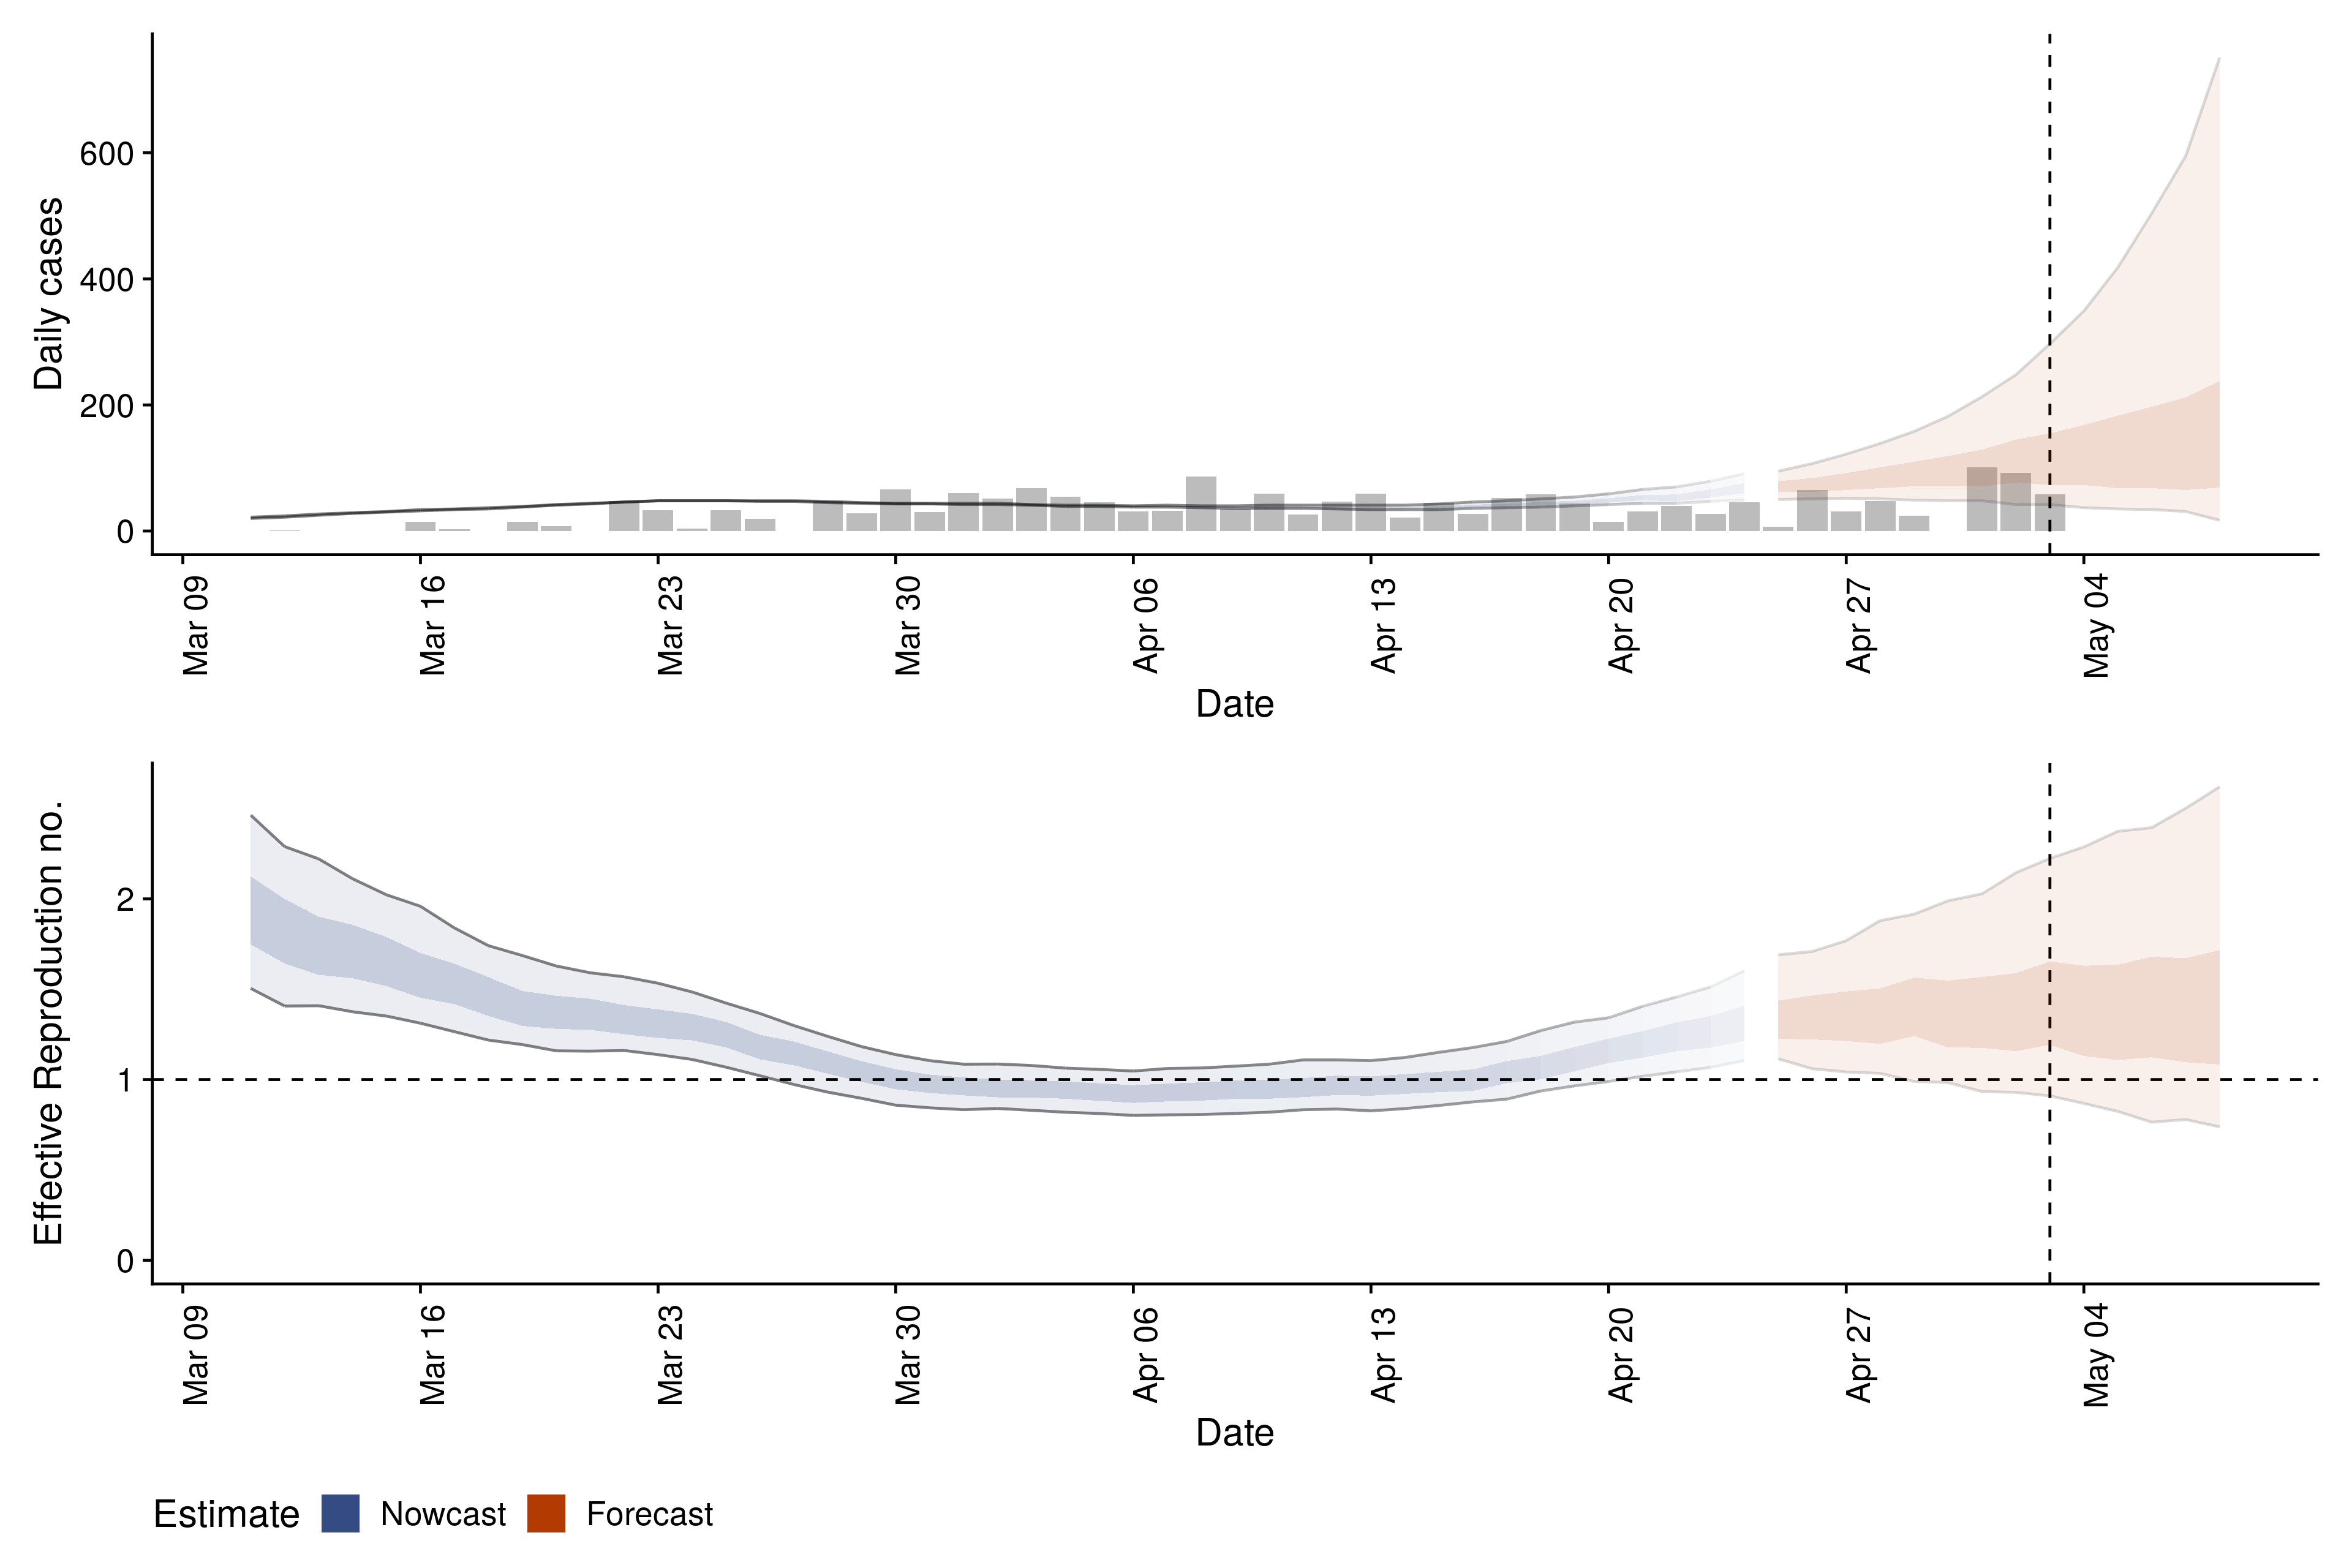 Daily cases
600
400
200
0
Mar 09
Mar 16
Mar 23
Mar 30
Apr 06
Apr 13
Apr 20
Apr 27
May 04
Date
Effective Reproduction no.
2
1
0
Mar 09
Mar 16
Mar 23
Mar 30
Apr 06
Apr 13
Apr 20
Apr 27
May 04
Date
Estimate Nowcast Forecast